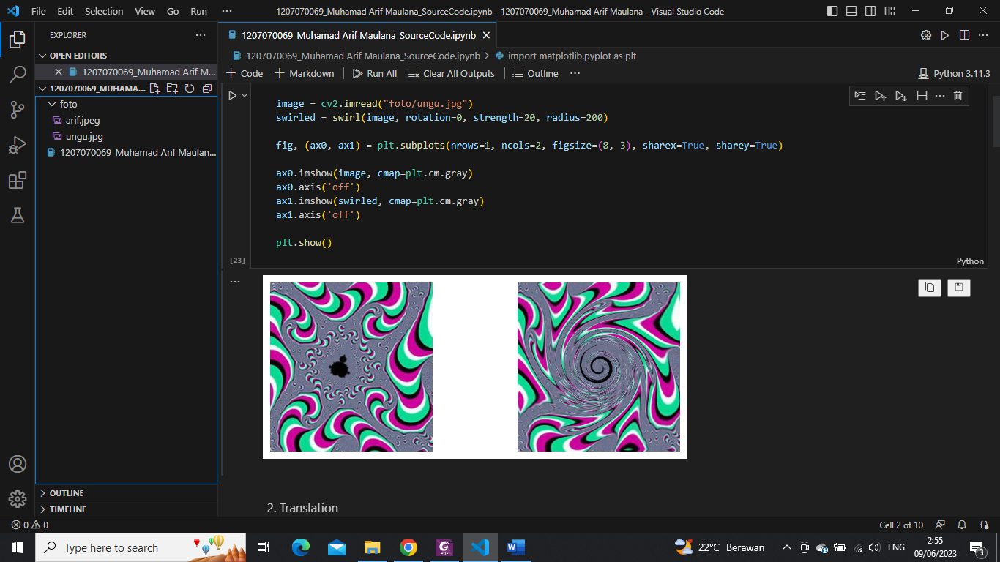 File Edit Selection View Go Run ··· 1207070069_Muhamad Arif Maulana_SourceCode.ipynb - 1207070069_Muhamad Arif Maulana - Visual Studio Code
EXPLORER ···
1207070069_Muhamad Arif Maulana_SourceCode.ipynb
OPEN EDITORS
1207070069_Muhamad Arif Maulana_SourceCode.ipynb > import matplotlib.pyplot as plt
1207070069_Muhamad Arif M...
+ Code + Markdown | Run All Clear All Outputs | Outline ··· Python 3.11.3
1207070069_MUHAMA...
foto
arif.jpeg
ungu.jpg
1207070069_Muhamad Arif Maulan...
image = cv2.imread("foto/ungu.jpg")
swirled = swirl(image, rotation=0, strength=20, radius=200)
fig, (ax0, ax1) = plt.subplots(nrows=1, ncols=2, figsize=(8, 3), sharex=True, sharey=True)
ax0.imshow(image, cmap=plt.cm.gray)
ax0.axis('off')
ax1.imshow(swirled, cmap=plt.cm.gray)
ax1.axis('off')
plt.show()
[23] Python
2. Translation
OUTLINE
TIMELINE
0 0 Cell 2 of 10
Type here to search
PDF
22°C Berawan ENG 2:55
09/06/2023 3